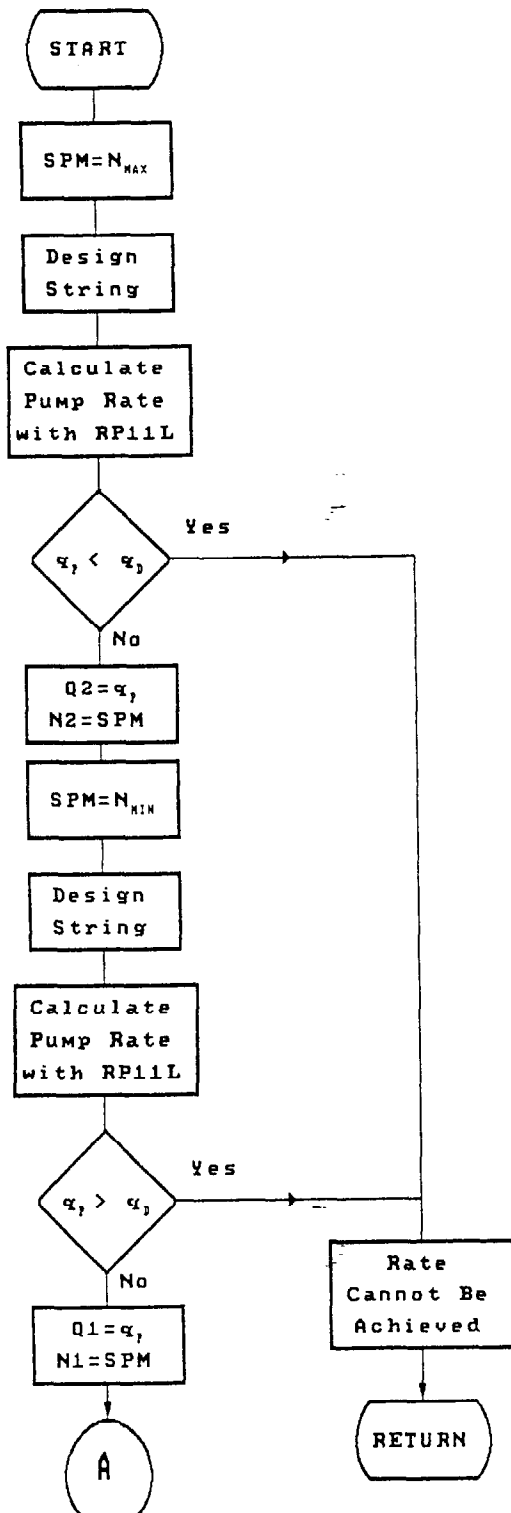 START
SPM=N_MAX
Design
String
Calculate
Pump Rate
with RP11L
Yes
q_p < q_D
No
Q2=q_p
N2=SPM
SPM=N_MIN
Design
String
Calculate
Pump Rate
with RP11L
Yes
q_p > q_D
No
Rate
Cannot Be
Achieved
Q1=q_p
N1=SPM
A
RETURN